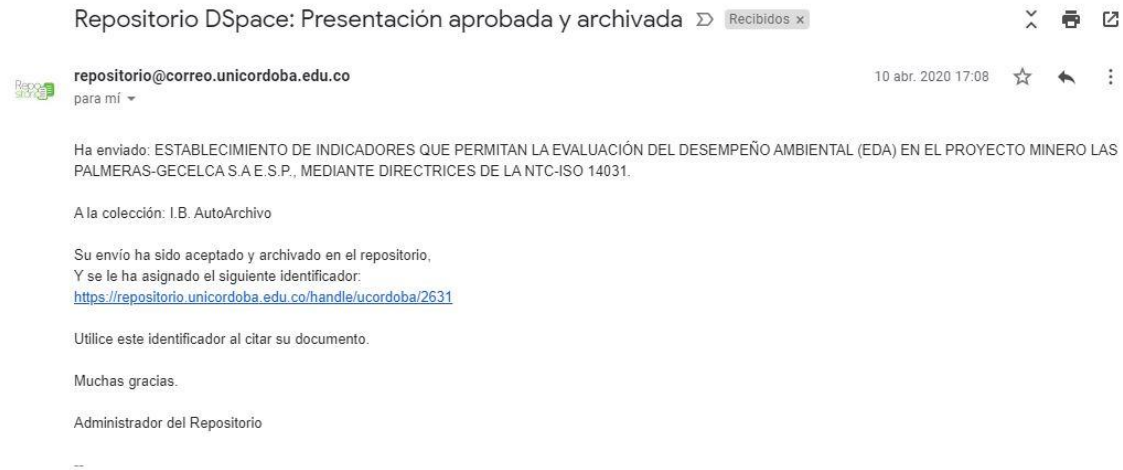 Repositorio DSpace: Presentación aprobada y archivada Recibidos x
repositorio@correo.unicordoba.edu.co 10 abr. 2020 17:08
para mí
Ha enviado: ESTABLECIMIENTO DE INDICADORES QUE PERMITAN LA EVALUACIÓN DEL DESEMPEÑO AMBIENTAL (EDA) EN EL PROYECTO MINERO LAS
PALMERAS-GECELCA S.A E.S.P., MEDIANTE DIRECTRICES DE LA NTC-ISO 14031.
A la colección: I.B. AutoArchivo
Su envío ha sido aceptado y archivado en el repositorio,
Y se le ha asignado el siguiente identificador:
https://repositorio.unicordoba.edu.co/handle/ucordoba/2631
Utilice este identificador al citar su documento.
Muchas gracias.
Administrador del Repositorio
--